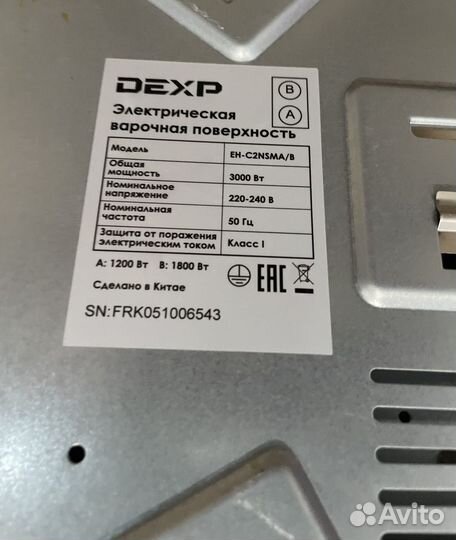 DEXP
B
A
Электрическая
варочная поверхность
Модель EH-C2NSMA/B
Общая
мощность 3000 Вт
Номинальное
напряжение 220-240 В
Номинальная
частота 50 Гц
Защита от поражения
электрическим током Класс I
A: 1200 Вт B: 1800 Вт
Сделано в Китае
EAC
SN:FRK051006543
Avito